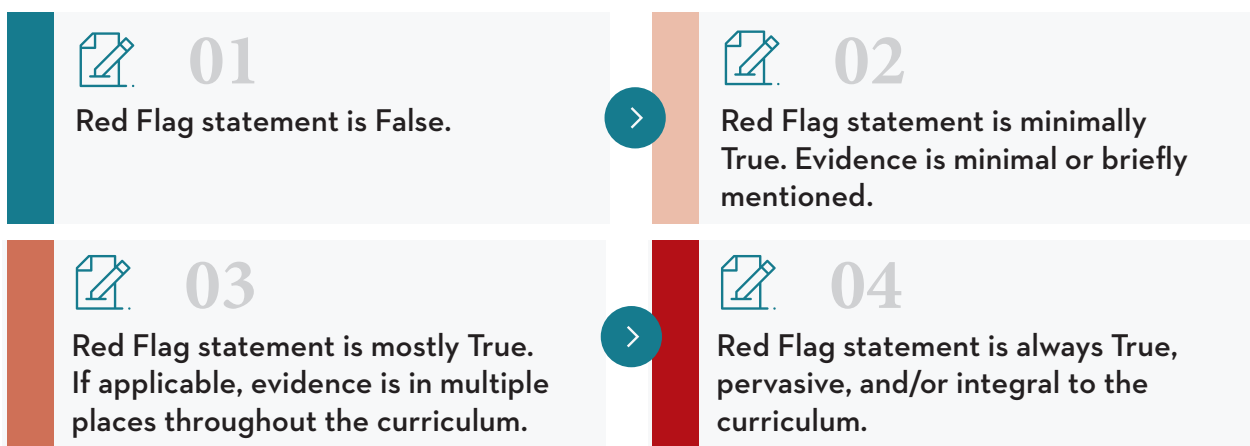 01
Red Flag statement is False.
02
Red Flag statement is minimally
True. Evidence is minimal or briefly
mentioned.
03
Red Flag statement is mostly True.
If applicable, evidence is in multiple
places throughout the curriculum.
04
Red Flag statement is always True,
pervasive, and/or integral to the
curriculum.